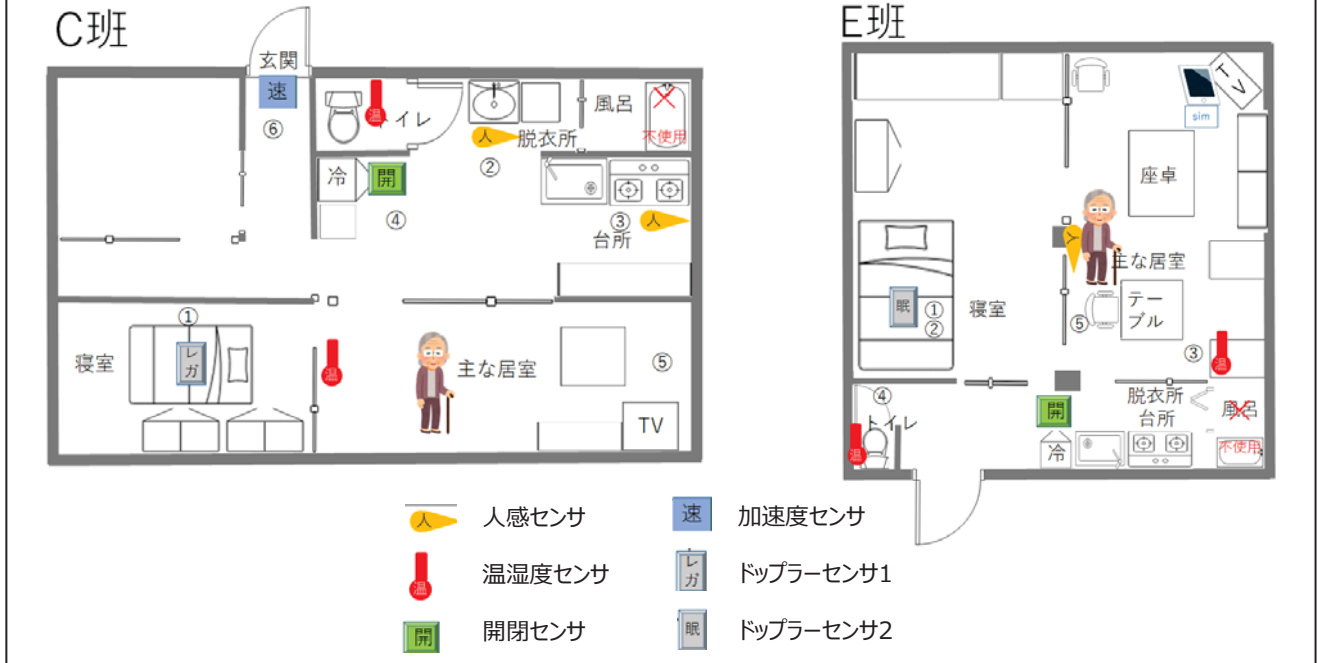 C班
玄関
速
⑥
温
トイレ
人
脱衣所
②
風呂
不使用
冷
開
④
③
人
台所
①
寝室
レガ
温
主な居室
⑤
TV
E班
TV
sim
座卓
人
主な居室
眠
①
②
寝室
⑤
テー
ブル
③
温
④
トイレ
温
開
脱衣所
台所
風呂
不使用
冷
人
人感センサ
速
加速度センサ
温
温湿度センサ
レガ
ドップラーセンサ1
開
開閉センサ
眠
ドップラーセンサ2